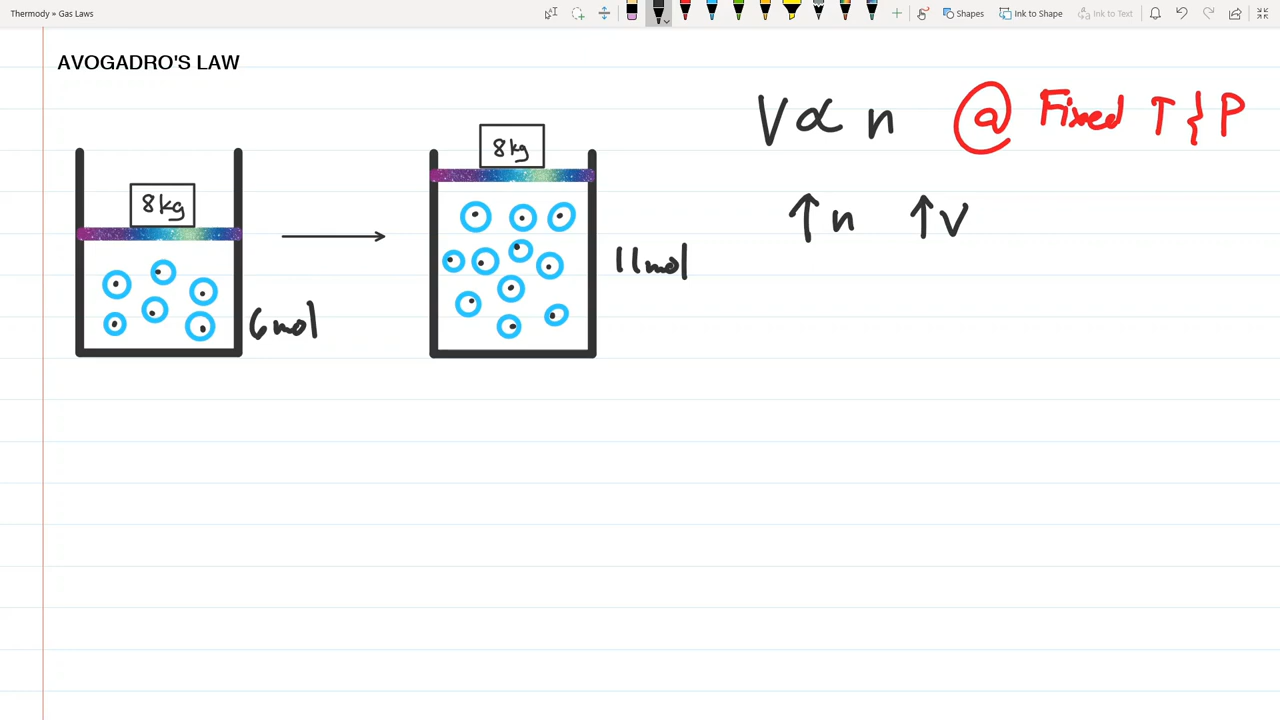 Thermody » Gas Laws
Shapes
Ink to Shape
Ink to Text
AVOGADRO'S LAW
V ∝ n @ Fixed T & P
8kg
8kg
↑n ↑V
11mol
6mol